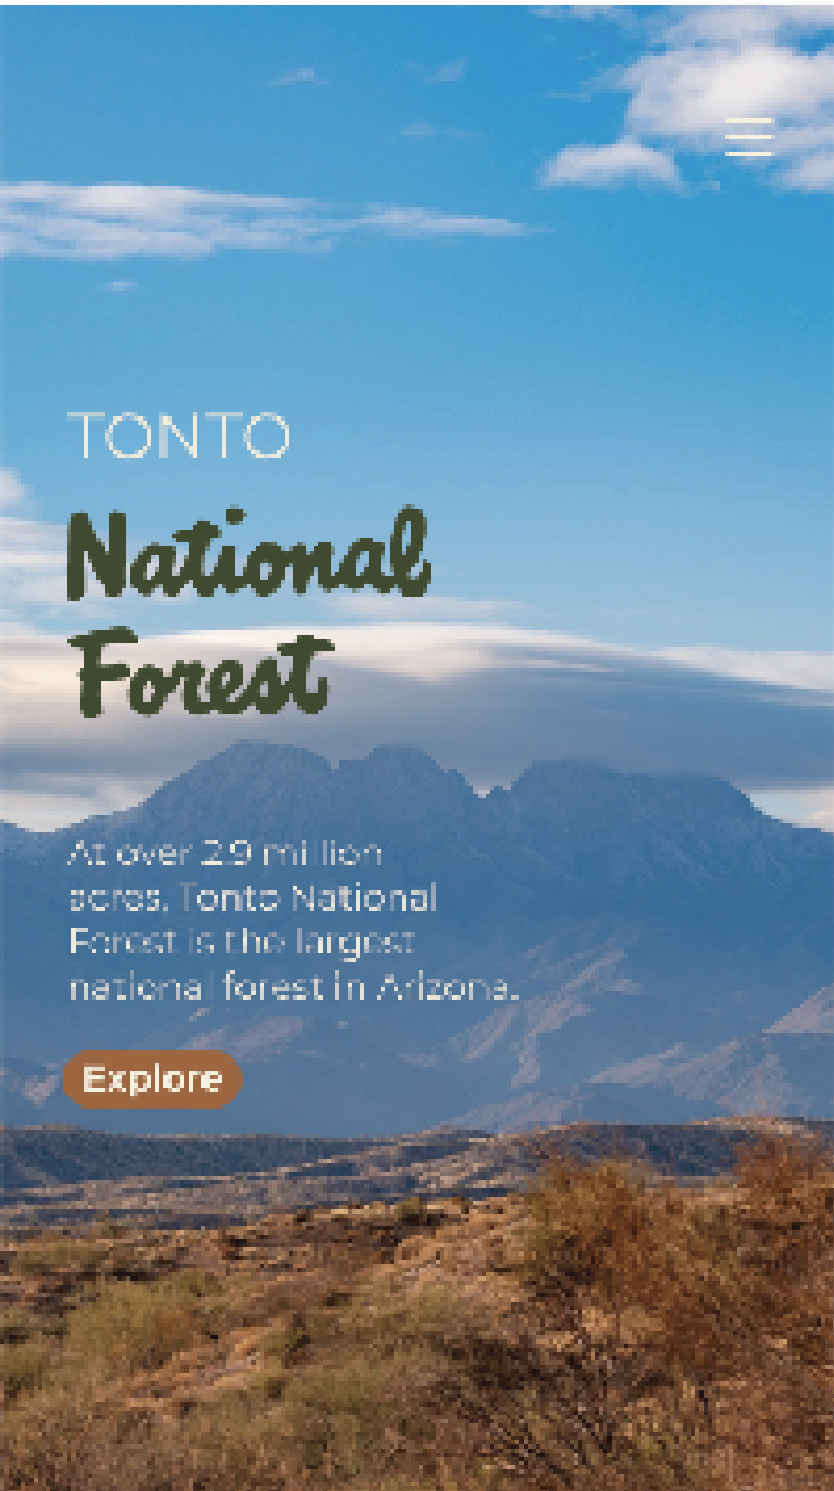 TONTO
National
Forest
At over 2.9 million
acres, Tonto National
Forest is the largest
national forest in Arizona.
Explore